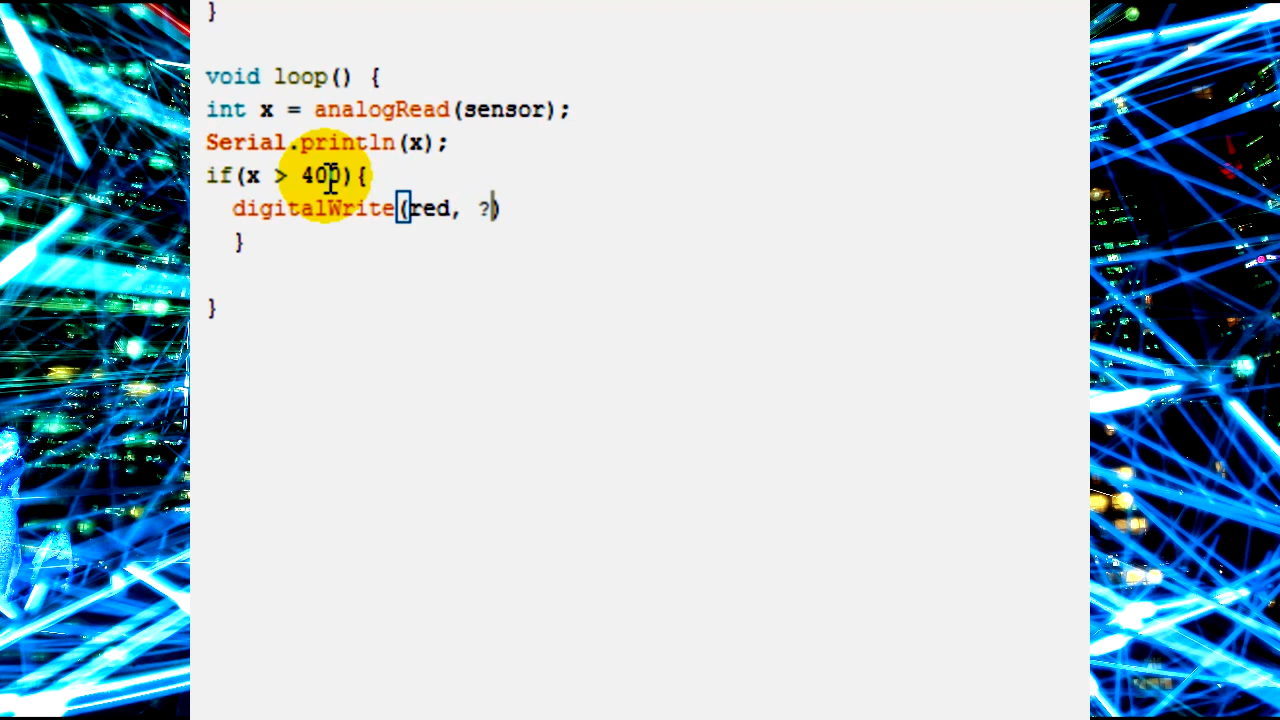 }
void loop() {
int x = analogRead(sensor);
Serial.println(x);
if(x > 400){
digitalWrite(red, ?)
}
}